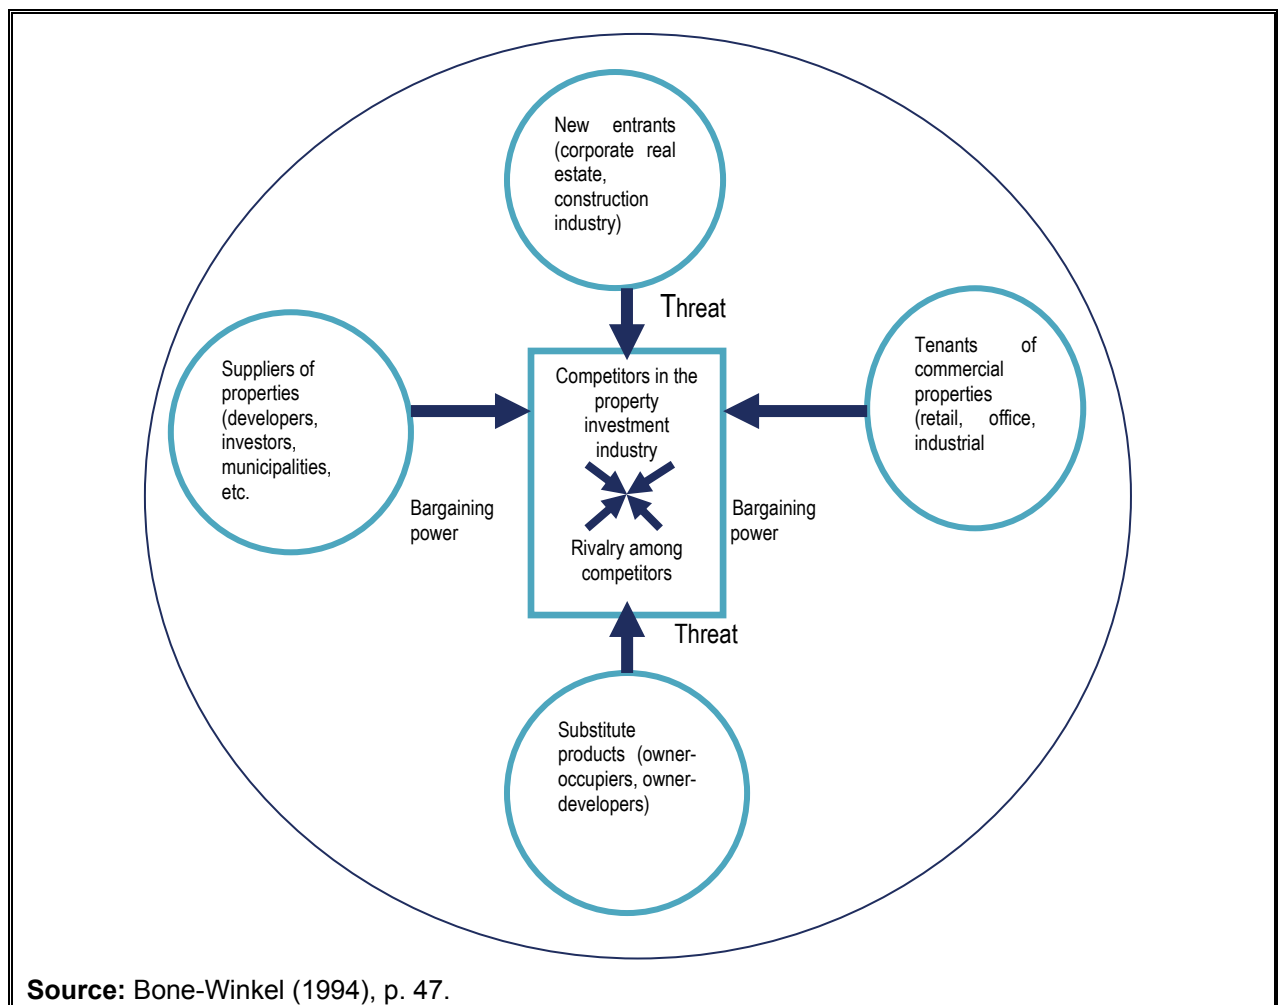 New entrants
(corporate real
estate,
construction
industry)
Threat
Suppliers of
properties
(developers,
investors,
municipalities,
etc.
Bargaining
power
Competitors in the
property
investment
industry
Rivalry among
competitors
Tenants of
commercial
properties
(retail, office,
industrial
Bargaining
power
Threat
Substitute
products (owner-
occupiers, owner-
developers)
Source: Bone-Winkel (1994), p. 47.